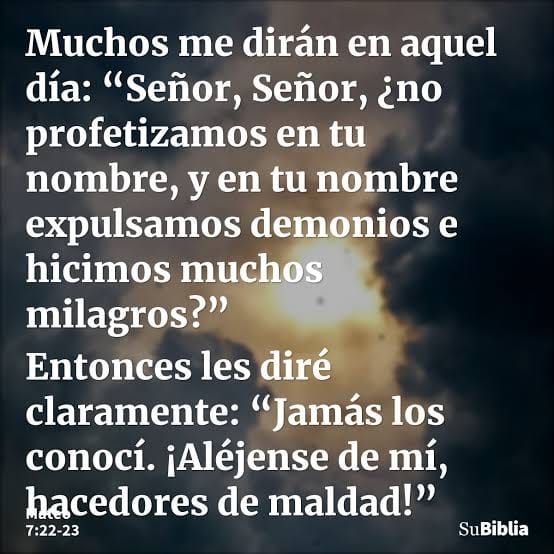 Muchos me dirán en aquel
día: “Señor, Señor, ¿no
profetizamos en tu
nombre, y en tu nombre
expulsamos demonios e
hicimos muchos
milagros?”
Entonces les diré
claramente: “Jamás los
conocí. ¡Aléjense de mí,
hacedores de maldad!”
Mateo
7:22-23
SuBiblia